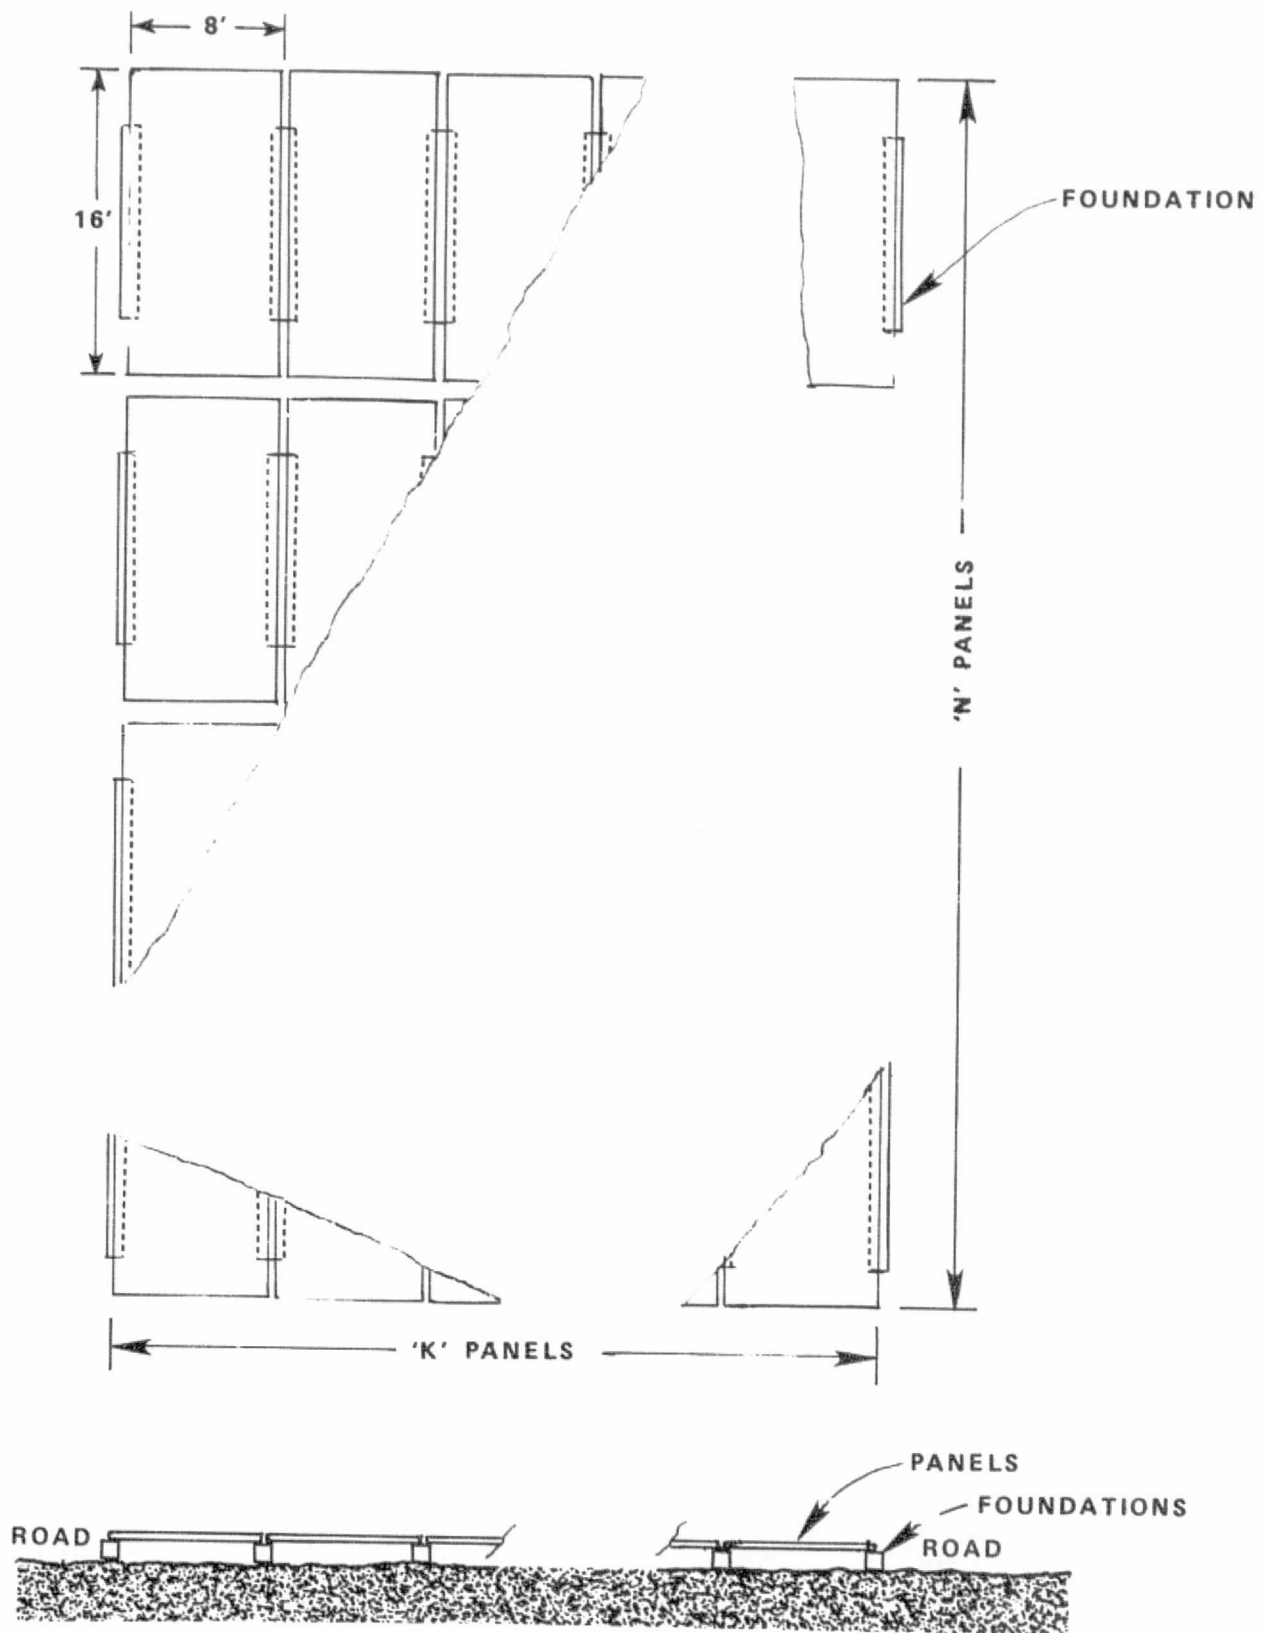 8'
16'
FOUNDATION
'N' PANELS
'K' PANELS
PANELS
FOUNDATIONS
ROAD
ROAD